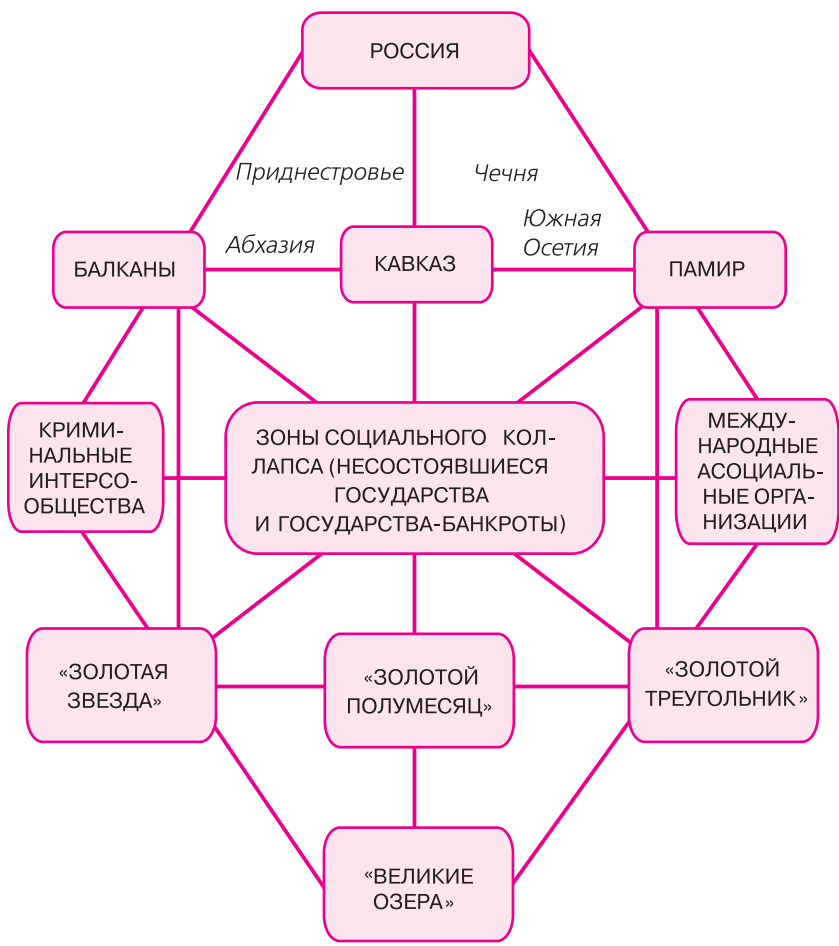 РОССИЯ
Приднестровье
Чечня
Абхазия
Южная
Осетия
БАЛКАНЫ
КАВКАЗ
ПАМИР
КРИМИ-
НАЛЬНЫЕ
ИНТЕРСО-
ОБЩЕСТВА
ЗОНЫ СОЦИАЛЬНОГО КОЛ-
ЛАПСА (НЕСОСТОЯВШИЕСЯ
ГОСУДАРСТВА
И ГОСУДАРСТВА-БАНКРОТЫ)
МЕЖДУ-
НАРОДНЫЕ
АСОЦИАЛЬ-
НЫЕ ОРГА-
НИЗАЦИИ
«ЗОЛОТАЯ
ЗВЕЗДА»
«ЗОЛОТОЙ
ПОЛУМЕСЯЦ»
«ЗОЛОТОЙ
ТРЕУГОЛЬНИК»
«ВЕЛИКИЕ
ОЗЕРА»